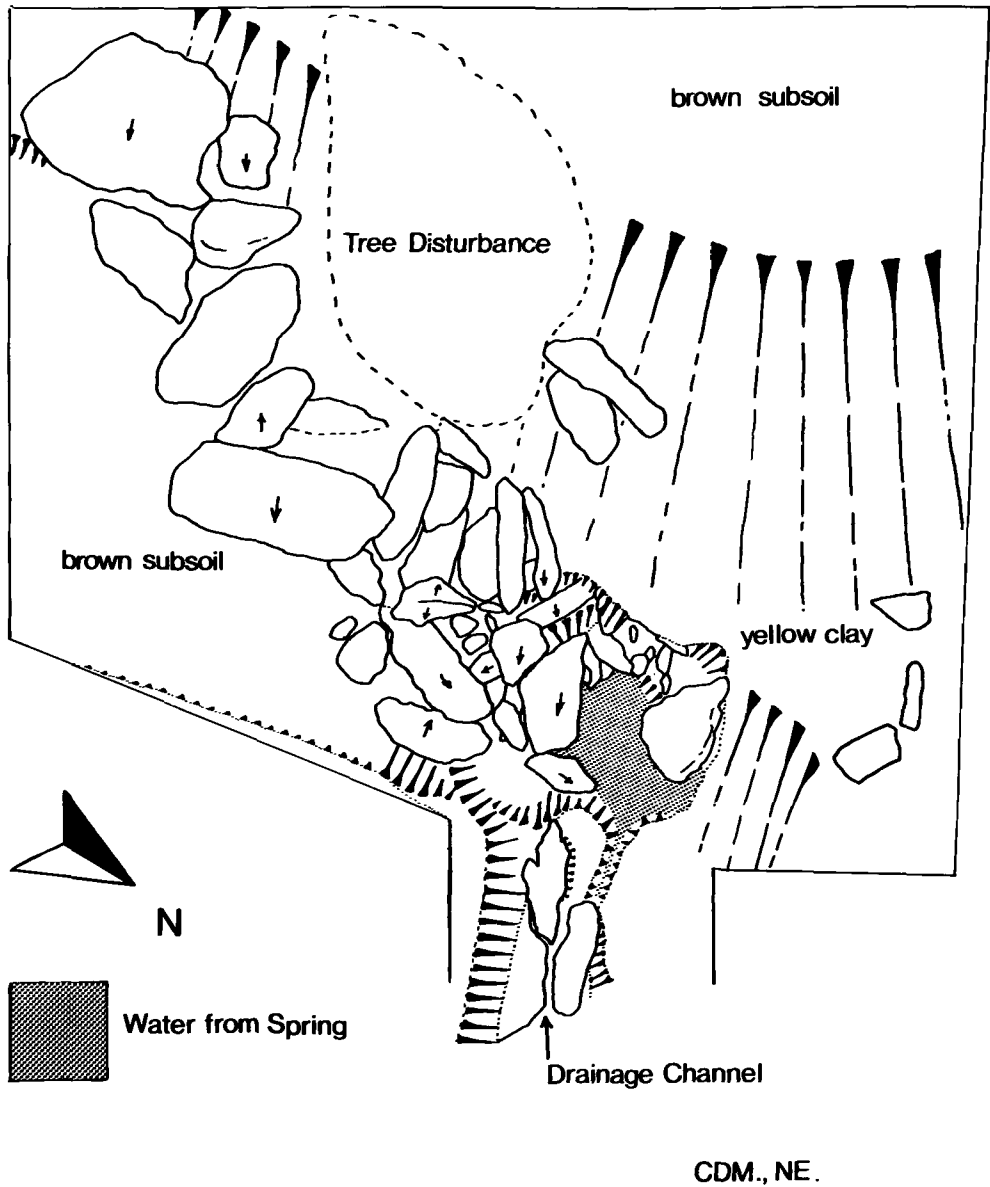 brown subsoil
Tree Disturbance
brown subsoil
yellow clay
N
Water from Spring
Drainage Channel
CDM., NE.